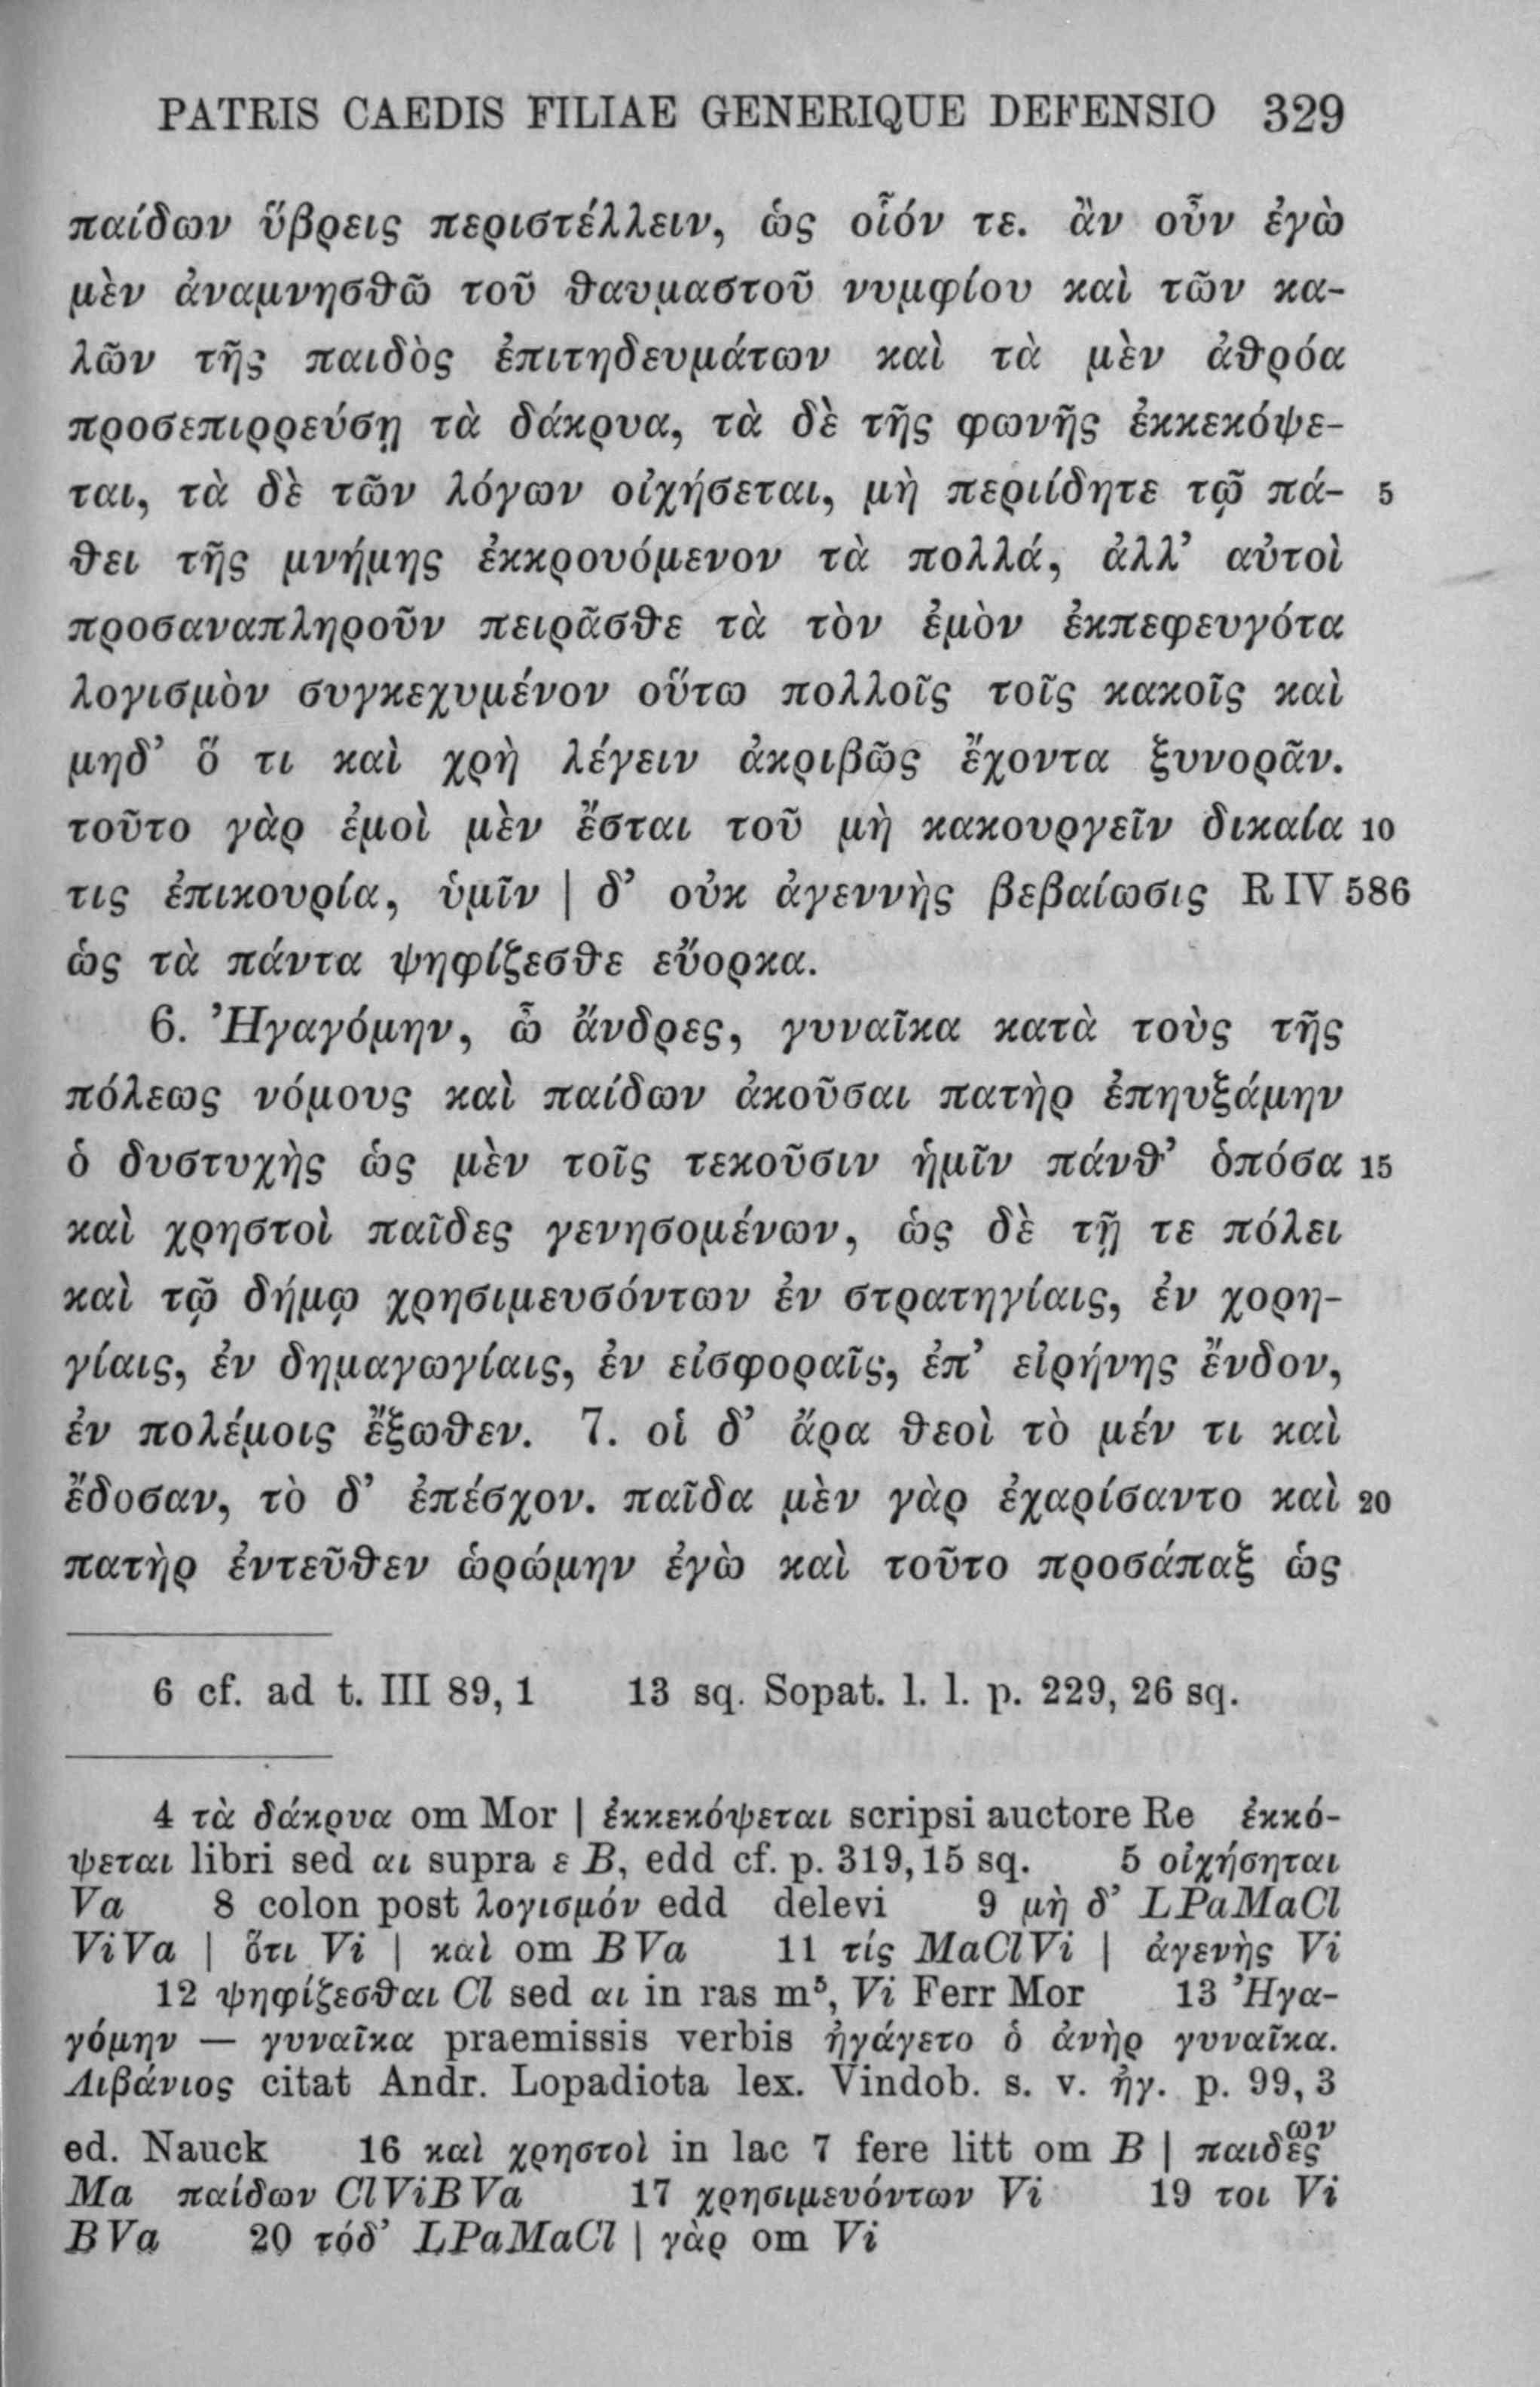 PATRIS CAEDIS FILIAE GENERIQUE DEFENSIO 329
παίδων ὕβρεις περιστέλλειν, ὡς οἷόν τε. ἂν οὖν ἐγὼ
μὲν ἀναμνησθῶ τοῦ θαυμαστοῦ νυμφίου καὶ τῶν κα-
λῶν τῆς παιδὸς ἐπιτηδευμάτων καὶ τὰ μὲν ἀθρόα
προσεπιρρεύσῃ τὰ δάκρυα, τὰ δὲ τῆς φωνῆς ἐκκεκόψε-
ται, τὰ δὲ τῶν λόγων οἰχήσεται, μὴ περιίδητε τῷ πά- 5
θει τῆς μνήμης ἐκκρουόμενον τὰ πολλά, ἀλλ’ αὐτοὶ
προσαναπληροῦν πειρᾶσθε τὰ τὸν ἐμὸν ἐκπεφευγότα
λογισμὸν συγκεχυμένον οὕτω πολλοῖς τοῖς κακοῖς καὶ
μηδ’ ὅ τι καὶ χρὴ λέγειν ἀκριβῶς ἔχοντα ξυνορᾶν.
τοῦτο γὰρ ἐμοὶ μὲν ἔσται τοῦ μὴ κακουργεῖν δικαία 10
τις ἐπικουρία, ὑμῖν | δ’ οὐκ ἀγεννὴς βεβαίωσις R IV 586
ὡς τὰ πάντα ψηφίζεσθε εὔορκα.
6. Ἠγαγόμην, ὦ ἄνδρες, γυναῖκα κατὰ τοὺς τῆς
πόλεως νόμους καὶ παίδων ἀκοῦσαι πατὴρ ἐπηυξάμην
ὁ δυστυχὴς ὡς μὲν τοῖς τεκοῦσιν ἡμῖν πάνθ’ ὁπόσα 15
καὶ χρηστοὶ παῖδες γενησομένων, ὡς δὲ τῇ τε πόλει
καὶ τῷ δήμῳ χρησιμευσόντων ἐν στρατηγίαις, ἐν χορη-
γίαις, ἐν δημαγωγίαις, ἐν εἰσφοραῖς, ἐπ’ εἰρήνης ἔνδον,
ἐν πολέμοις ἔξωθεν. 7. οἱ δ’ ἄρα θεοὶ τὸ μέν τι καὶ
ἔδοσαν, τὸ δ’ ἐπέσχον. παῖδα μὲν γὰρ ἐχαρίσαντο καὶ 20
πατὴρ ἐντεῦθεν ὡρώμην ἐγὼ καὶ τοῦτο προσάπαξ ὡς
6 cf. ad t. III 89, 1 13 sq. Sopat. l. l. p. 229, 26 sq.
4 τὰ δάκρυα om Mor | ἐκκεκόψεται scripsi auctore Re ἐκκό-
ψεται libri sed αι supra ε B, edd cf. p. 319, 15 sq. 5 οἰχήσηται
Va 8 colon post λογισμόν edd delevi 9 μὴ δ’ LPaMaCl
ViVa | ὅτι Vi | καὶ om BVa 11 τίς MaClVi | ἀγενὴς Vi
12 ψηφίζεσθαι Cl sed αι in ras m⁵, Vi Ferr Mor 13 Ἠγα-
γόμην — γυναῖκα praemissis verbis ἠγάγετο ὁ ἀνὴρ γυναῖκα.
Λιβάνιος citat Andr. Lopadiota lex. Vindob. s. v. ἠγ. p. 99, 3
ed. Nauck 16 καὶ χρηστοὶ in lac 7 fere litt om B | παιδεςων
Ma παίδων ClViBVa 17 χρησιμευόντων Vi 19 τοι Vi
BVa 20 τόδ’ LPaMaCl | γὰρ om Vi